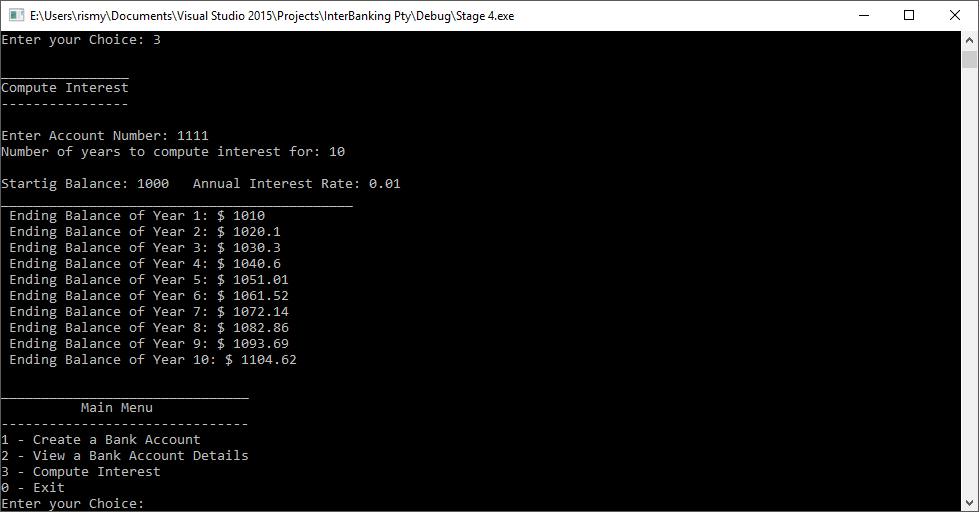 E:\Users\rismy\Documents\Visual Studio 2015\Projects\InterBanking Pty\Debug\Stage 4.exe
Enter your Choice: 3
________________
Compute Interest
----------------
Enter Account Number: 1111
Number of years to compute interest for: 10
Startig Balance: 1000   Annual Interest Rate: 0.01
____________________________________________
Ending Balance of Year 1: $ 1010
Ending Balance of Year 2: $ 1020.1
Ending Balance of Year 3: $ 1030.3
Ending Balance of Year 4: $ 1040.6
Ending Balance of Year 5: $ 1051.01
Ending Balance of Year 6: $ 1061.52
Ending Balance of Year 7: $ 1072.14
Ending Balance of Year 8: $ 1082.86
Ending Balance of Year 9: $ 1093.69
Ending Balance of Year 10: $ 1104.62
_______________________________
Main Menu
-------------------------------
1 - Create a Bank Account
2 - View a Bank Account Details
3 - Compute Interest
0 - Exit
Enter your Choice: